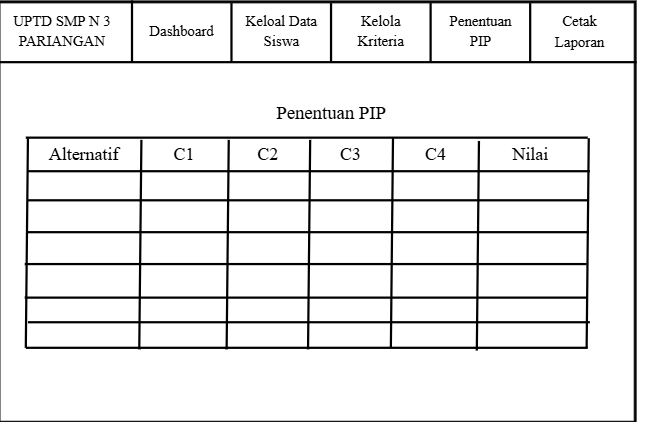 UPTD SMP N 3
PARIANGAN
Dashboard
Keloal Data
Siswa
Kelola
Kriteria
Penentuan
PIP
Cetak
Laporan
Penentuan PIP
Alternatif C1 C2 C3 C4 Nilai